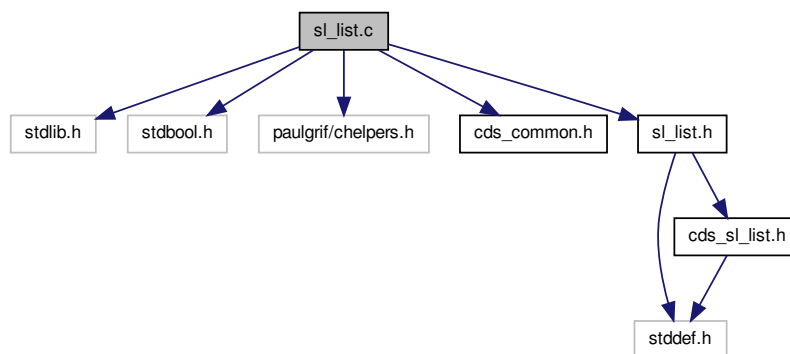 sl_list.c
stdlib.h
stdbool.h
paulgrif/chelpers.h
cds_common.h
sl_list.h
cds_sl_list.h
stddef.h